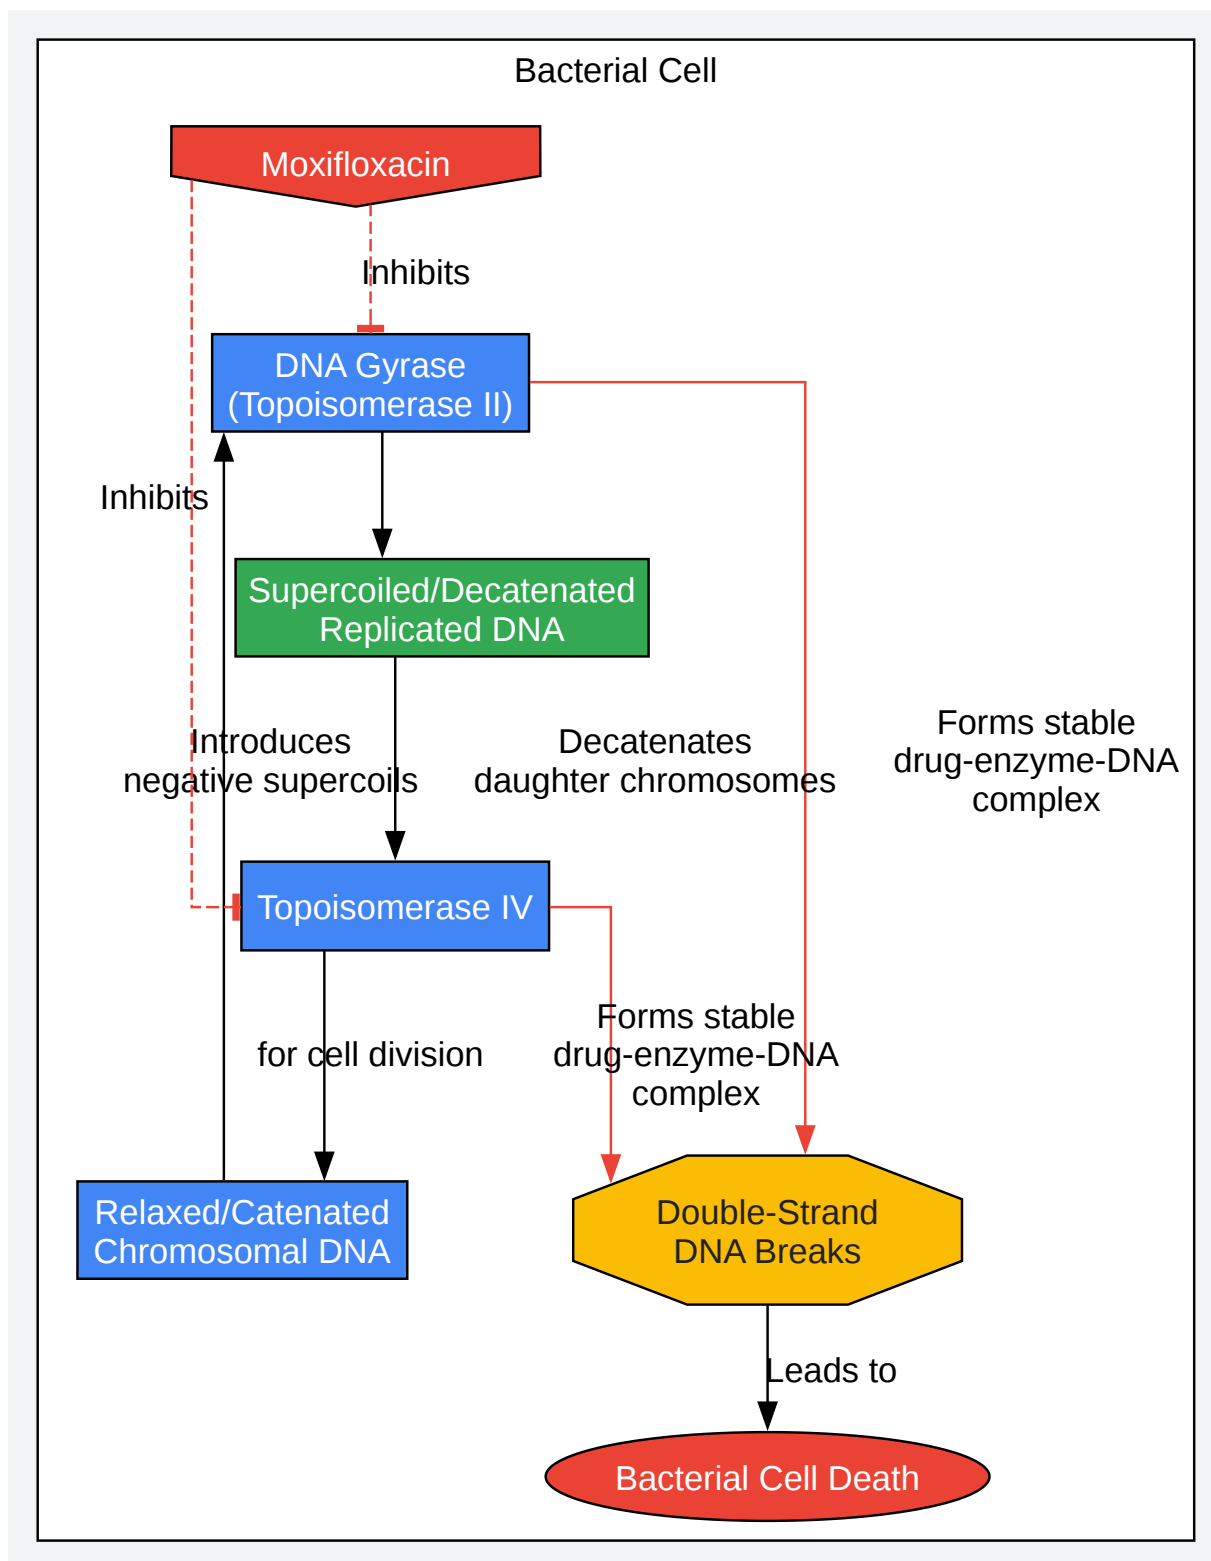 Bacterial Cell
Moxifloxacin
Inhibits
DNA Gyrase
(Topoisomerase II)
Inhibits
Supercoiled/Decatenated
Replicated DNA
Introduces
negative supercoils
Decatenates
daughter chromosomes
Forms stable
drug-enzyme-DNA
complex
Topoisomerase IV
for cell division
Forms stable
drug-enzyme-DNA
complex
Relaxed/Catenated
Chromosomal DNA
Double-Strand
DNA Breaks
Leads to
Bacterial Cell Death